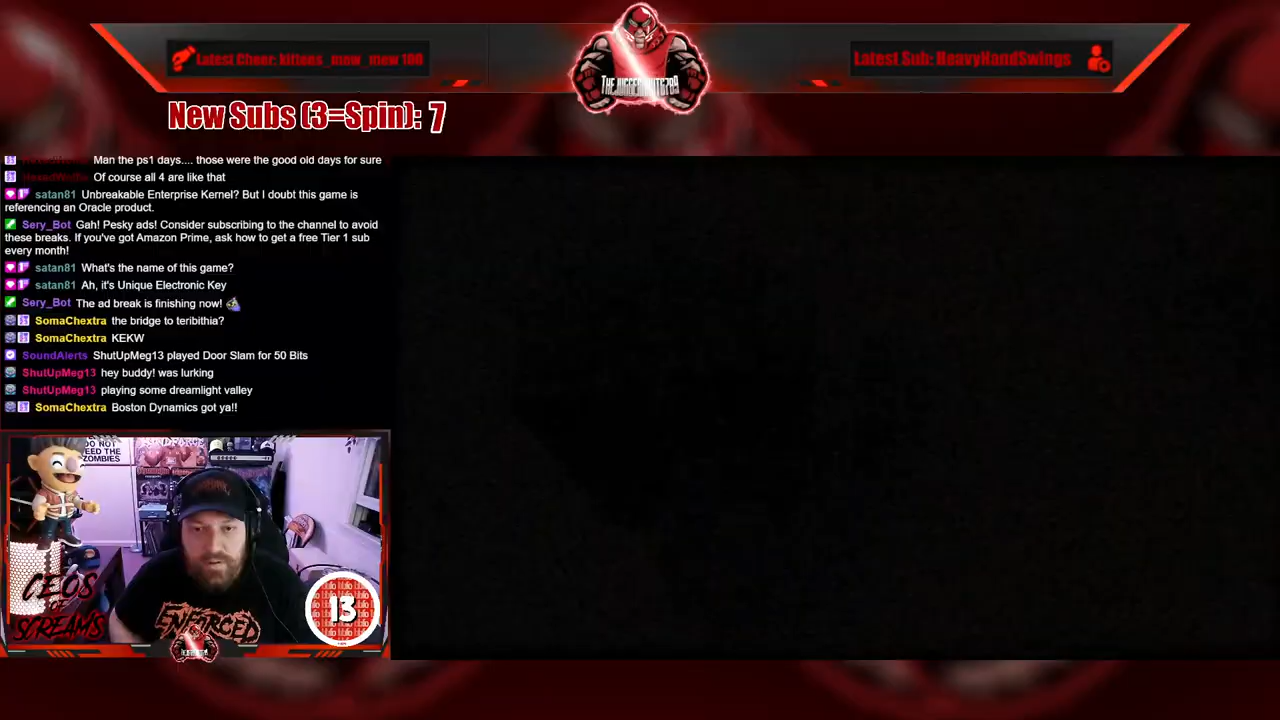 Latest Cheer: kittees_mew_mew 100
THEJUGGERNAUT6789
Latest Sub: HeavyHandSwings
New Subs (3=Spin): 7
Man the ps1 days.... those were the good old days for sure
Of course all 4 are like that
satan81 Unbreakable Enterprise Kernel? But I doubt this game is
referencing an Oracle product.
Sery_Bot Gah! Pesky ads! Consider subscribing to the channel to avoid
these breaks. If you've got Amazon Prime, ask how to get a free Tier 1 sub
every month!
satan81 What's the name of this game?
satan81 Ah, it's Unique Electronic Key
Sery_Bot The ad break is finishing now!
SomaChextra the bridge to teribithia?
SomaChextra KEKW
SoundAlerts ShutUpMeg13 played Door Slam for 50 Bits
ShutUpMeg13 hey buddy! was lurking
ShutUpMeg13 playing some dreamlight valley
SomaChextra Boston Dynamics got ya!!
DO NOT
FEED THE
ZOMBIES
CEOS
OF
SCREAMS
ENFORCED
13